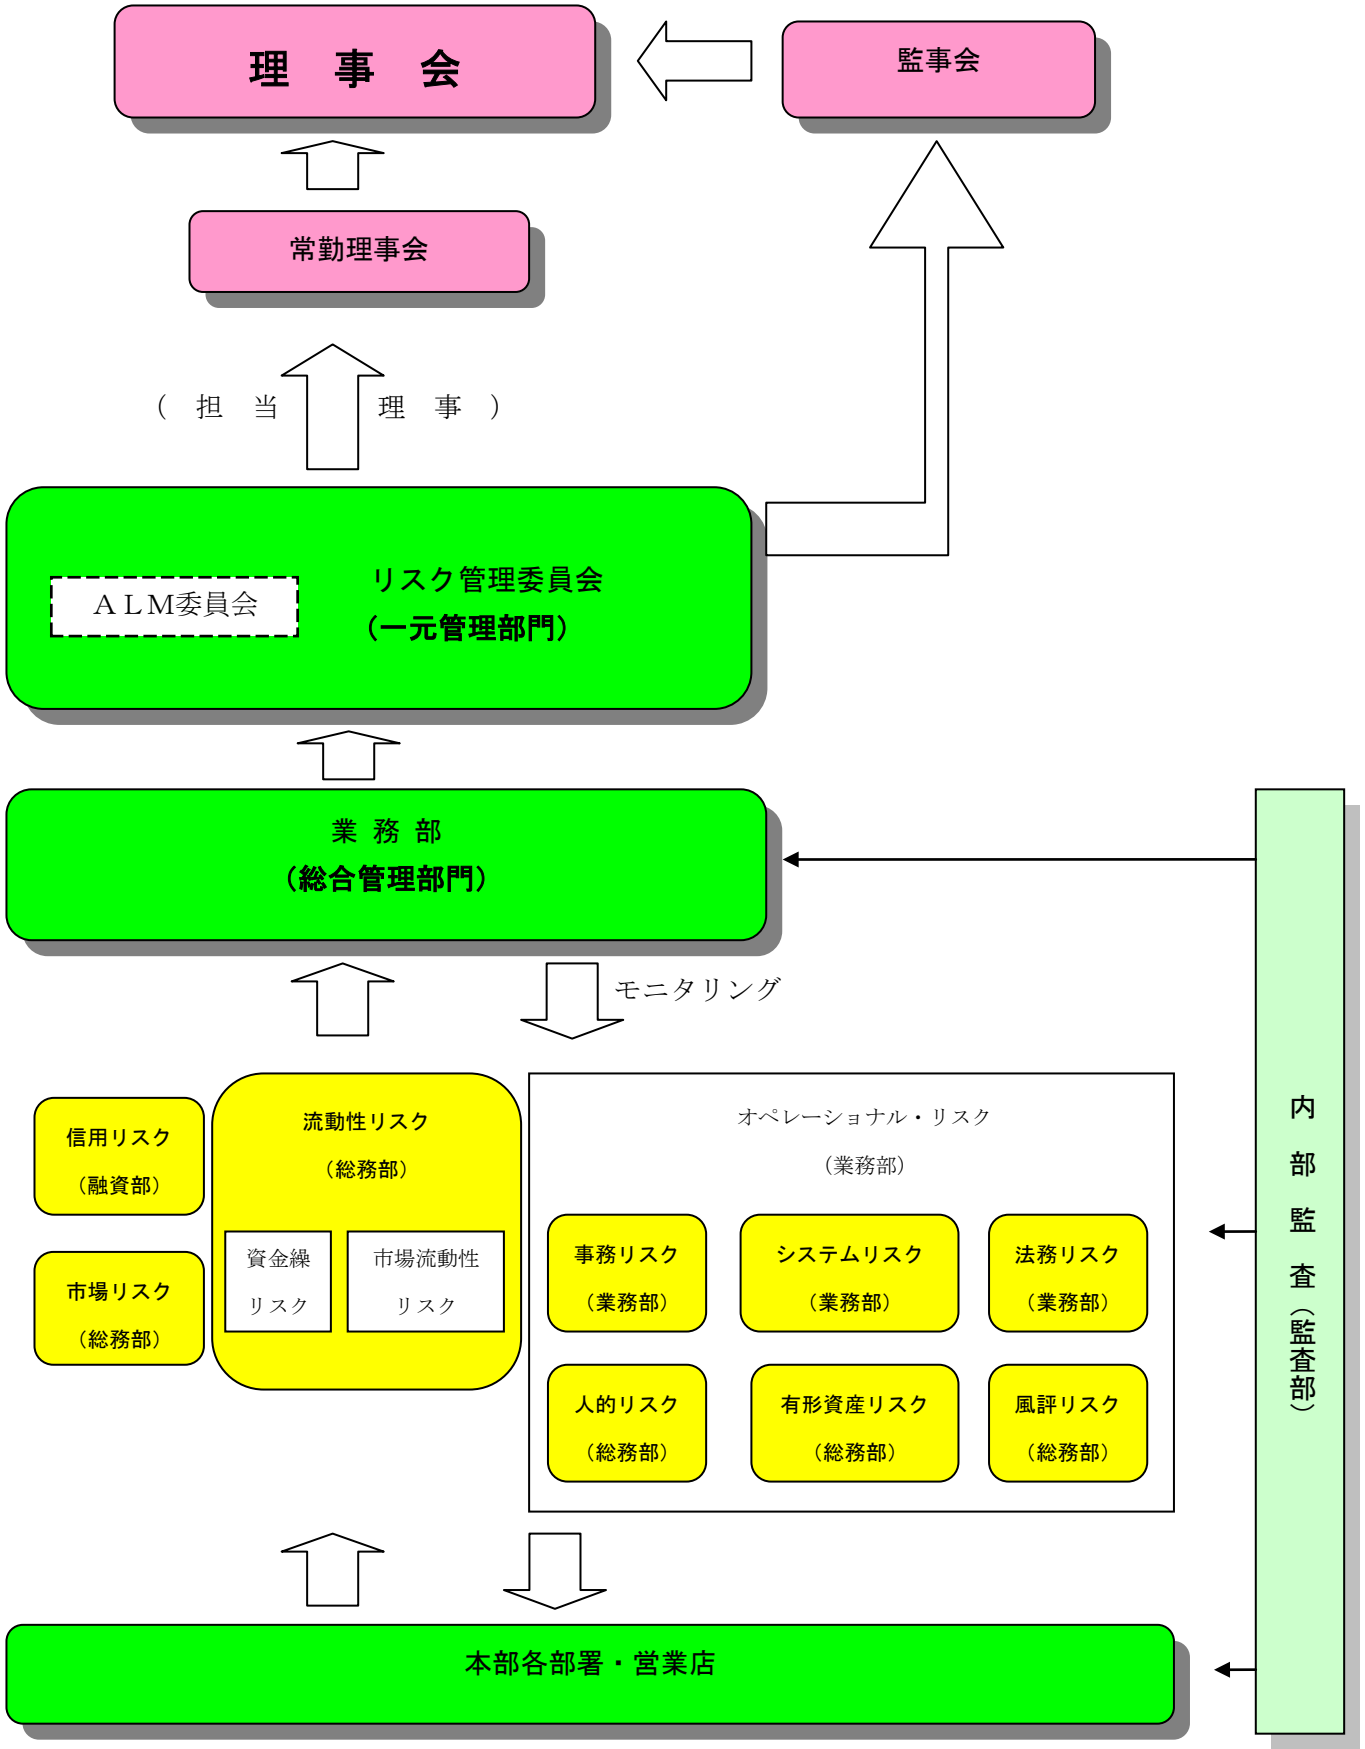 理　事　会
監事会
常勤理事会
（　担　当　理　事　）
リスク管理委員会
ＡＬＭ委員会
（一元管理部門）
業 務 部
（総合管理部門）
モニタリング
信用リスク
（融資部）
市場リスク
（総務部）
流動性リスク
（総務部）
資金繰
リスク
市場流動性
リスク
オペレーショナル・リスク
（業務部）
事務リスク
（業務部）
システムリスク
（業務部）
法務リスク
（業務部）
人的リスク
（総務部）
有形資産リスク
（総務部）
風評リスク
（総務部）
内　部　監　査（監査部）
本部各部署・営業店